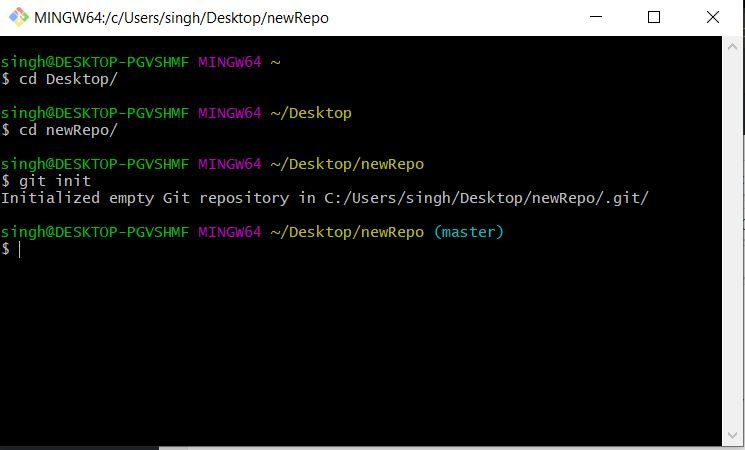 MINGW64:/c/Users/singh/Desktop/newRepo
singh@DESKTOP-PGVSHMF MINGW64 ~
$ cd Desktop/
singh@DESKTOP-PGVSHMF MINGW64 ~/Desktop
$ cd newRepo/
singh@DESKTOP-PGVSHMF MINGW64 ~/Desktop/newRepo
$ git init
Initialized empty Git repository in C:/Users/singh/Desktop/newRepo/.git/
singh@DESKTOP-PGVSHMF MINGW64 ~/Desktop/newRepo (master)
$